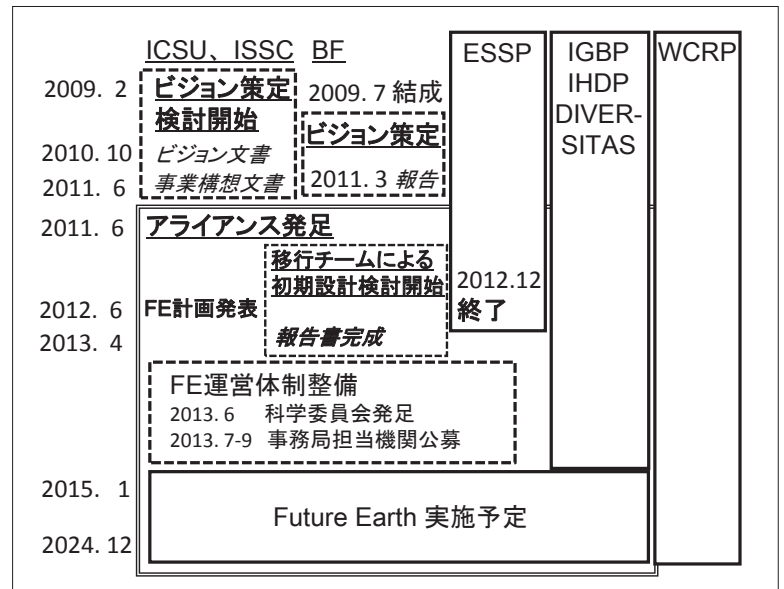 ICSU、ISSC BF
ESSP
IGBP
IHDP
DIVER-
SITAS
WCRP
2009. 2
ビジョン策定
検討開始
2010. 10 ビジョン文書
2011. 6 事業構想文書
2009. 7 結成
ビジョン策定
2011. 3 報告
2011. 6 アライアンス発足
移行チームによる
初期設計検討開始
2012.12
終了
2012. 6 FE計画発表
2013. 4 報告書完成
FE運営体制整備
2013. 6 科学委員会発足
2013. 7-9 事務局担当機関公募
2015. 1
Future Earth 実施予定
2024. 12